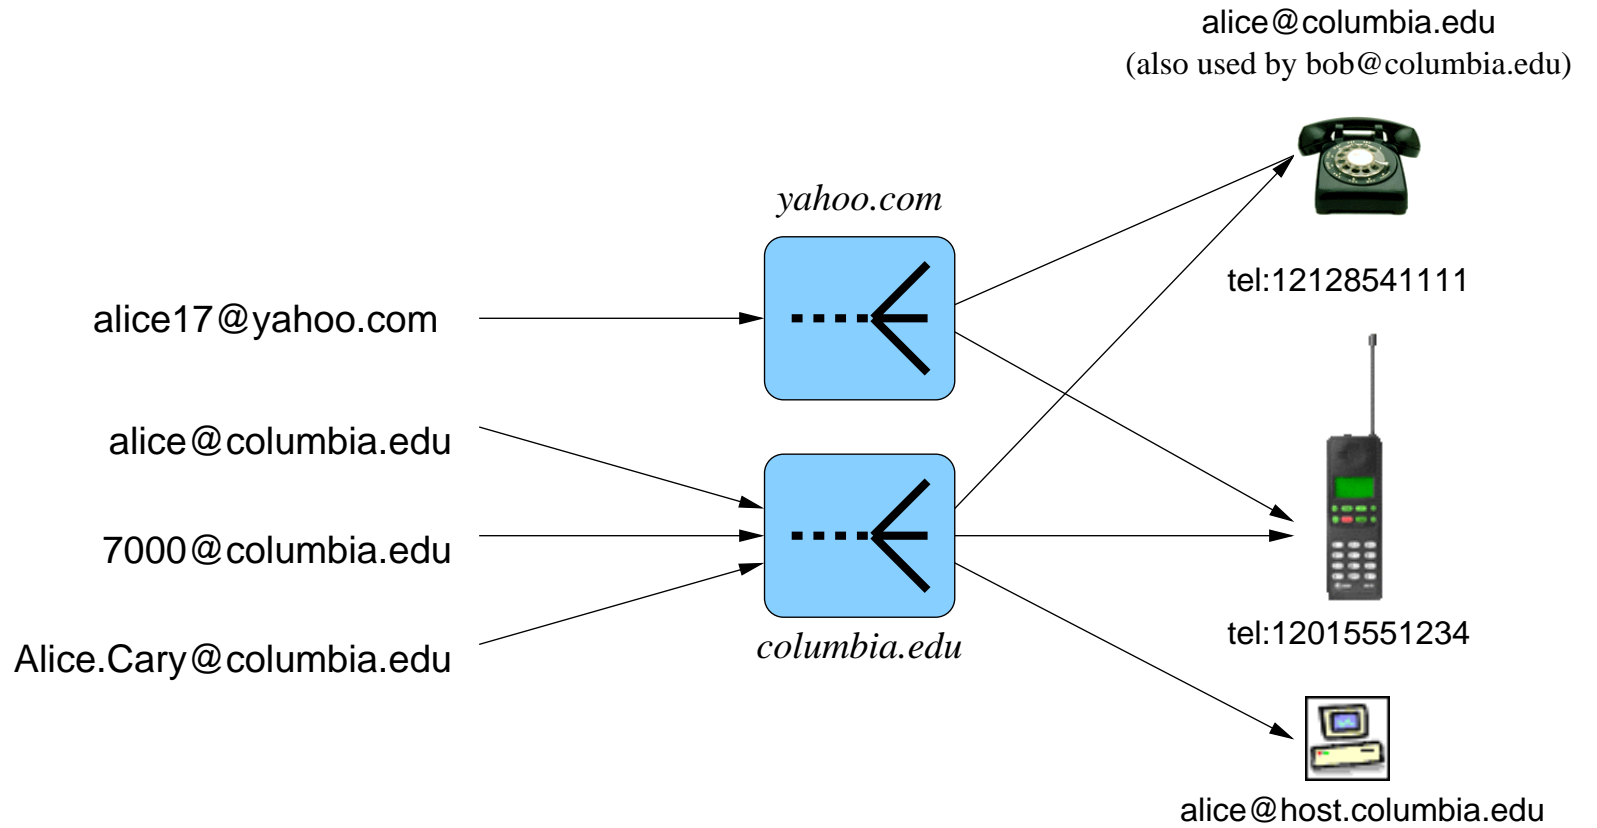 alice@columbia.edu
(also used by bob@columbia.edu)
yahoo.com
tel:12128541111
alice17@yahoo.com
alice@columbia.edu
7000@columbia.edu
tel:12015551234
columbia.edu
Alice.Cary@columbia.edu
alice@host.columbia.edu